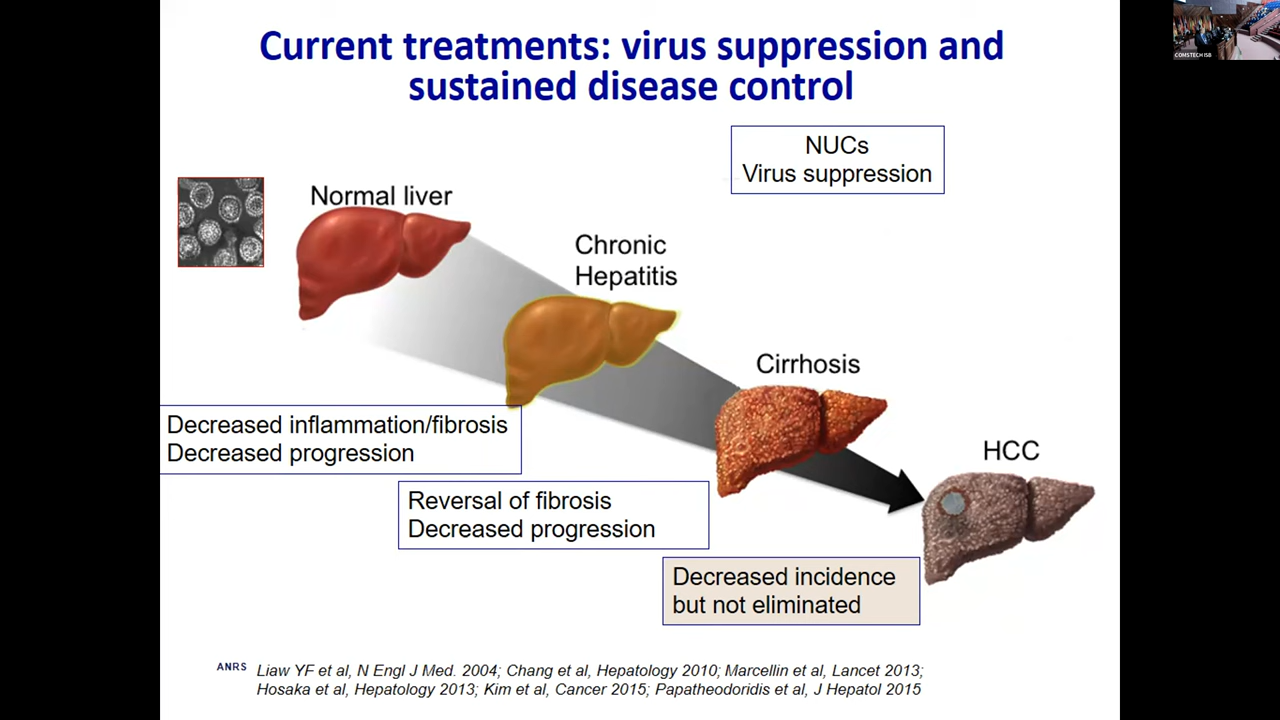 Current treatments: virus suppression and
sustained disease control
COMSTECH ISB
NUCs
Virus suppression
Normal liver
Chronic
Hepatitis
Cirrhosis
HCC
Decreased inflammation/fibrosis
Decreased progression
Reversal of fibrosis
Decreased progression
Decreased incidence
but not eliminated
ANRS Liaw YF et al, N Engl J Med. 2004; Chang et al, Hepatology 2010; Marcellin et al, Lancet 2013;
Hosaka et al, Hepatology 2013; Kim et al, Cancer 2015; Papatheodoridis et al, J Hepatol 2015